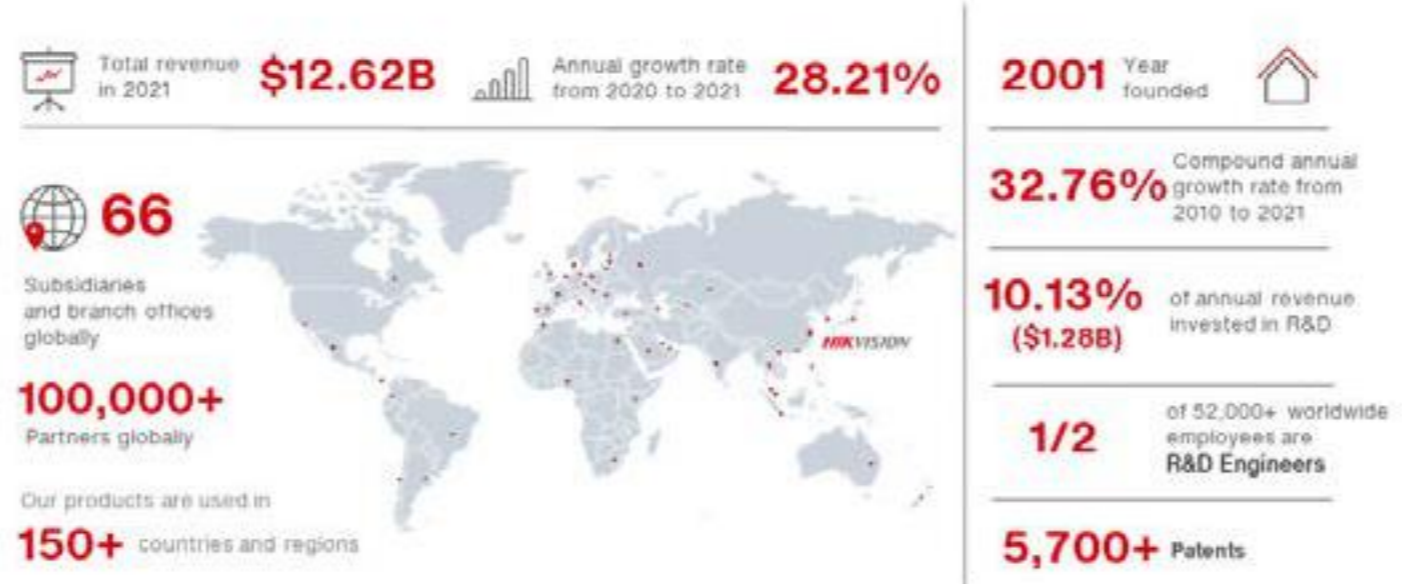 Total revenue
in 2021
$12.62B
Annual growth rate
from 2020 to 2021
28.21%
66
Subsidiaries
and branch offices
globally
100,000+
Partners globally
Our products are used in
150+ countries and regions
HIKVISION
2001
Year
founded
32.76%
Compound annual
growth rate from
2010 to 2021
10.13%
($1.28B)
of annual revenue
invested in R&D
1/2
of 52,000+ worldwide
employees are
R&D Engineers
5,700+ Patents